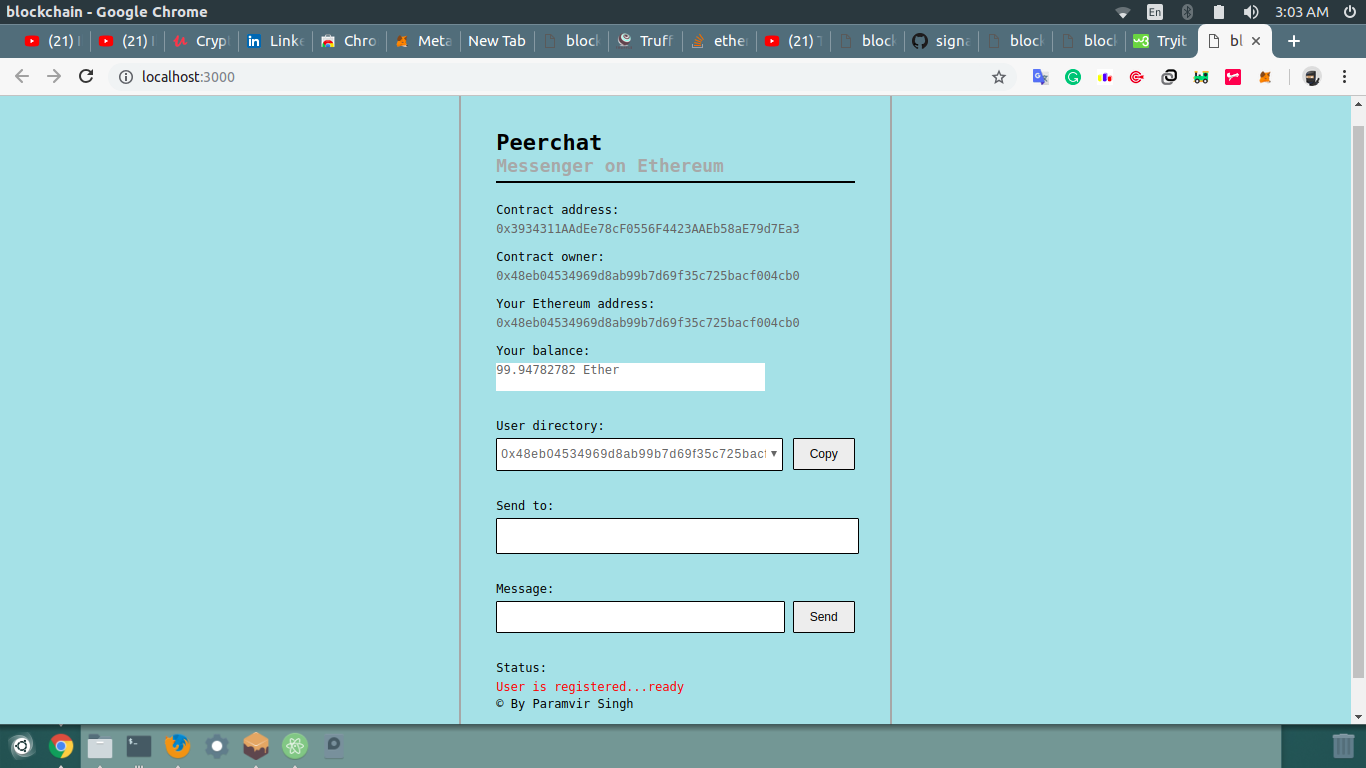 blockchain - Google Chrome
En
3:03 AM
(21)
(21)
Cryp
Linke
Chro
Meta
New Tab
block
Truff
ether
(21)
block
signa
block
block
Tryit
bl
localhost:3000
Peerchat
Messenger on Ethereum
Contract address:
0x3934311AAdEe78cF0556F4423AAEb58aE79d7Ea3
Contract owner:
0x48eb04534969d8ab99b7d69f35c725bacf004cb0
Your Ethereum address:
0x48eb04534969d8ab99b7d69f35c725bacf004cb0
Your balance:
99.94782782 Ether
User directory:
0x48eb04534969d8ab99b7d69f35c725bacf
Copy
Send to:
Message:
Send
Status:
User is registered...ready
© By Paramvir Singh